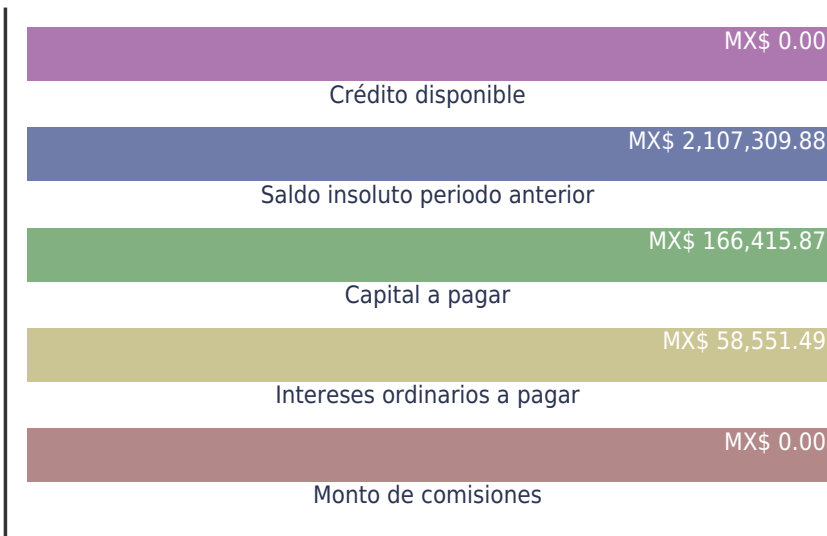 MX$ 0.00
Crédito disponible
MX$ 2,107,309.88
Saldo insoluto periodo anterior
MX$ 166,415.87
Capital a pagar
MX$ 58,551.49
Intereses ordinarios a pagar
MX$ 0.00
Monto de comisiones